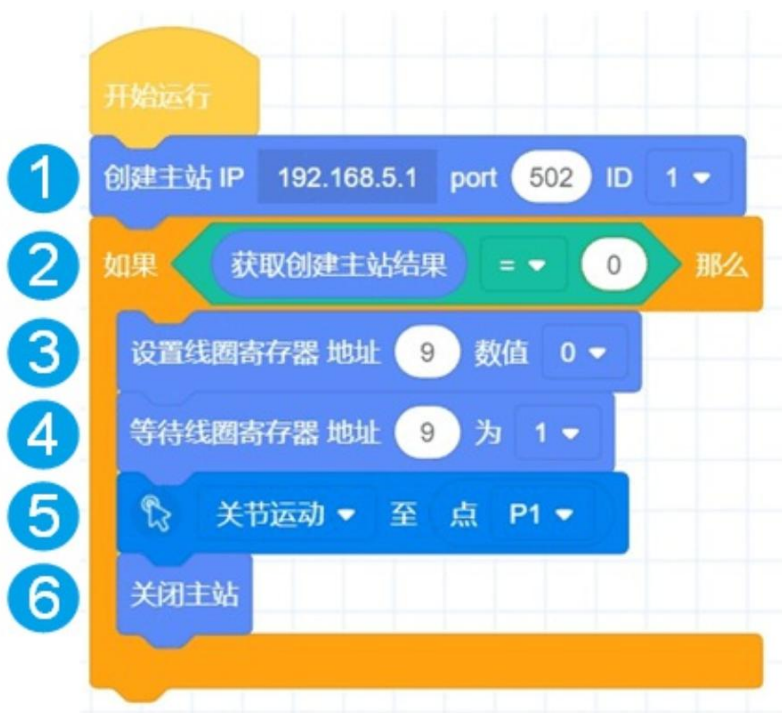 开始运行
1 创建主站 IP 192.168.5.1 port 502 ID 1
2 如果 获取创建主站结果 = 0 那么
3 设置线圈寄存器 地址 9 数值 0
4 等待线圈寄存器 地址 9 为 1
5 关节运动 至 点 P1
6 关闭主站